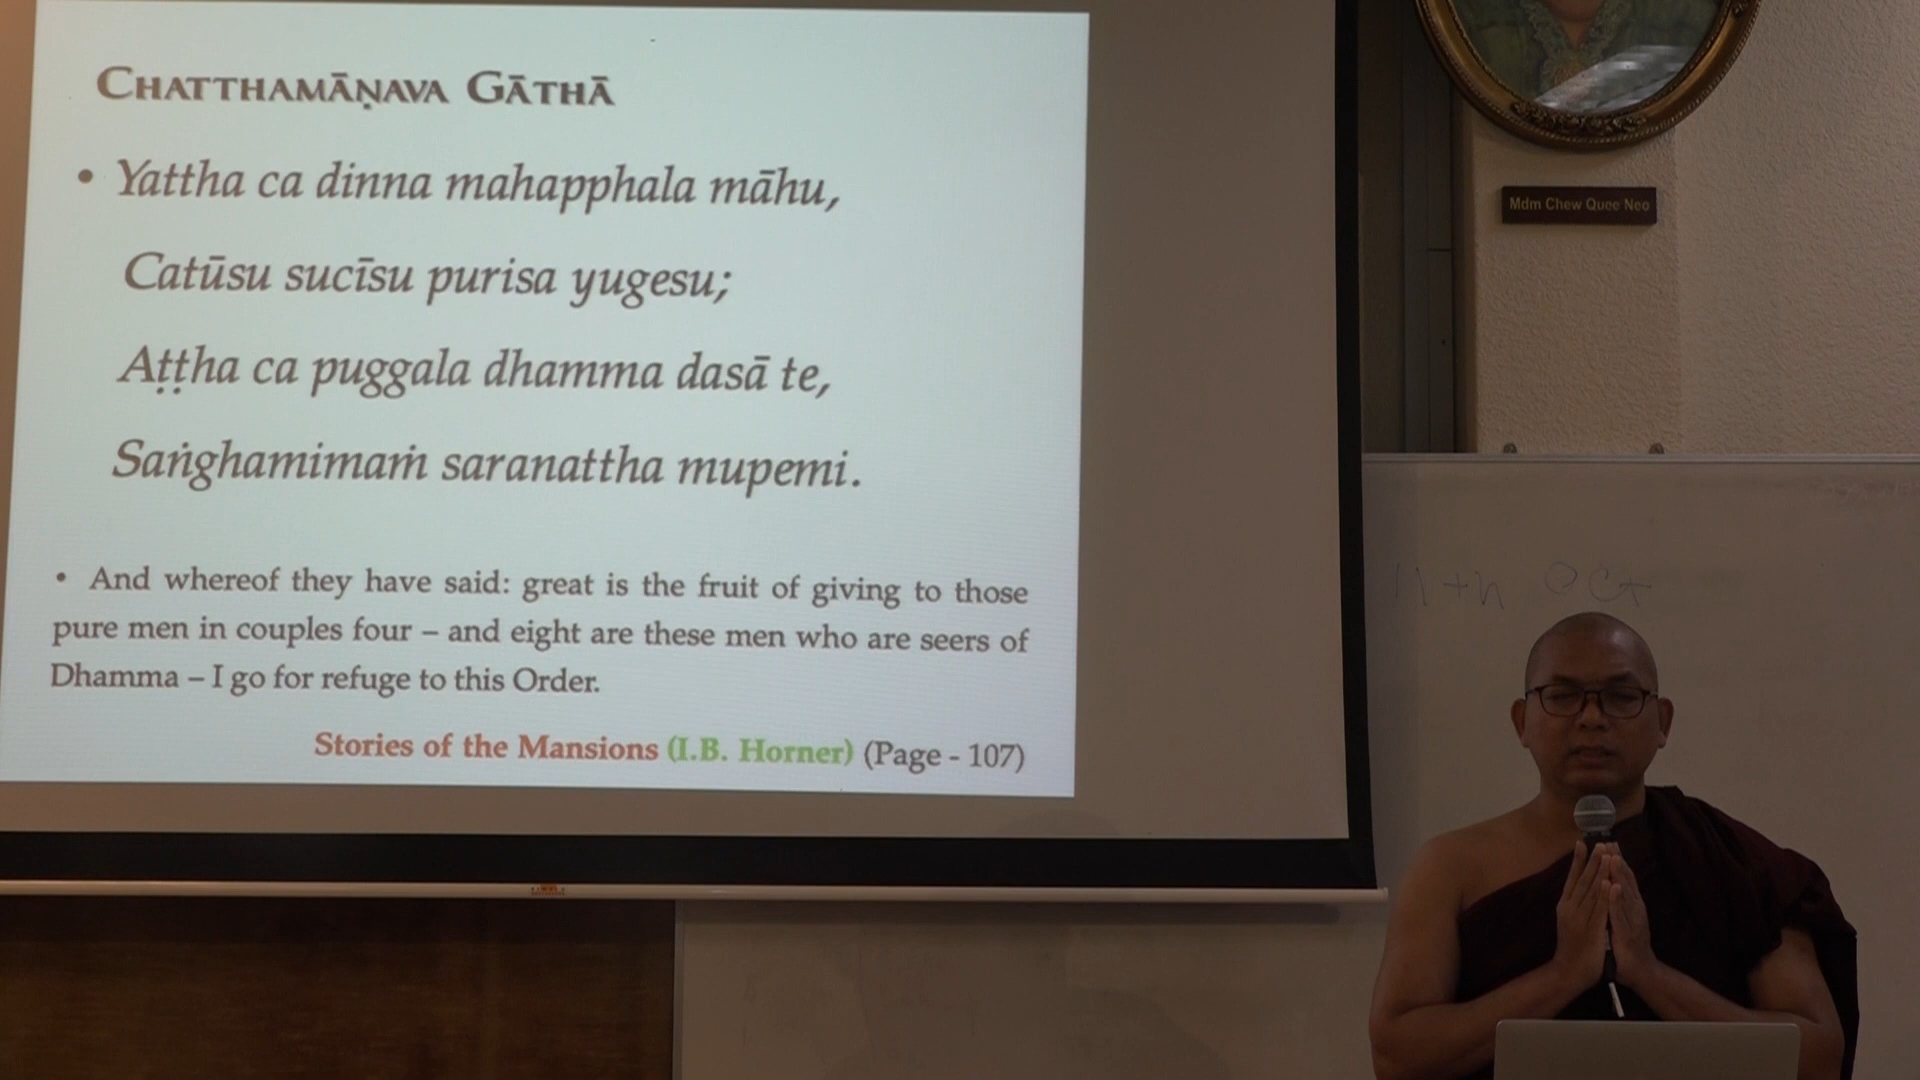 CHATTHAMĀṆAVA GĀTHĀ
• Yattha ca dinna mahapphala māhu,
Catūsu sucīsu purisa yugesu;
Aṭṭha ca puggala dhamma dasā te,
Saṅghamimaṁ saranattha mupemi.
• And whereof they have said: great is the fruit of giving to those
pure men in couples four – and eight are these men who are seers of
Dhamma – I go for refuge to this Order.
Stories of the Mansions (I.B. Horner) (Page - 107)
Mdm Chew Quee Neo
11th Oct